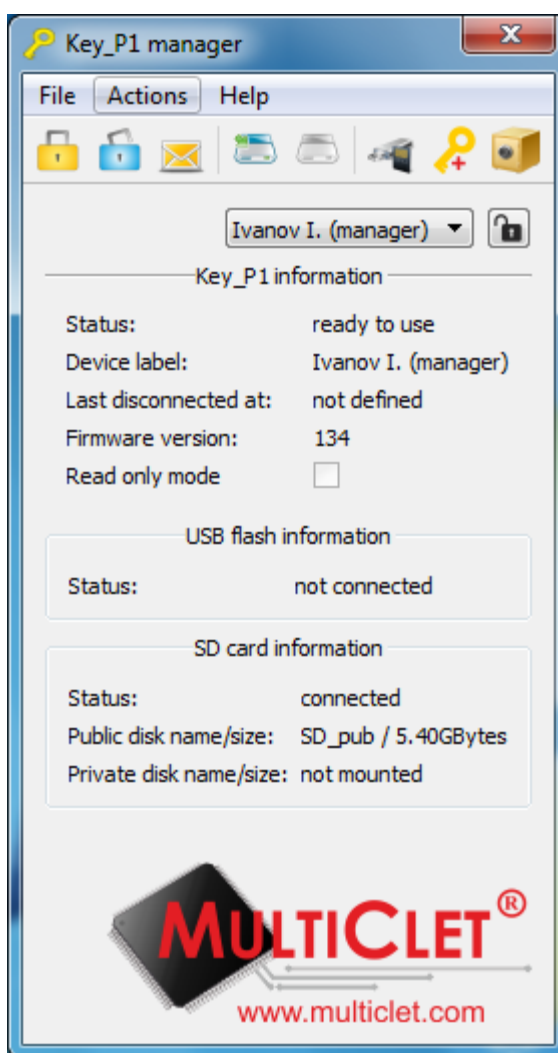 Key_P1 manager
File Actions Help
Ivanov I. (manager)
Key_P1 information
Status: ready to use
Device label: Ivanov I. (manager)
Last disconnected at: not defined
Firmware version: 134
Read only mode
USB flash information
Status: not connected
SD card information
Status: connected
Public disk name/size: SD_pub / 5.40GBytes
Private disk name/size: not mounted
MULTICLET®
www.multiclet.com